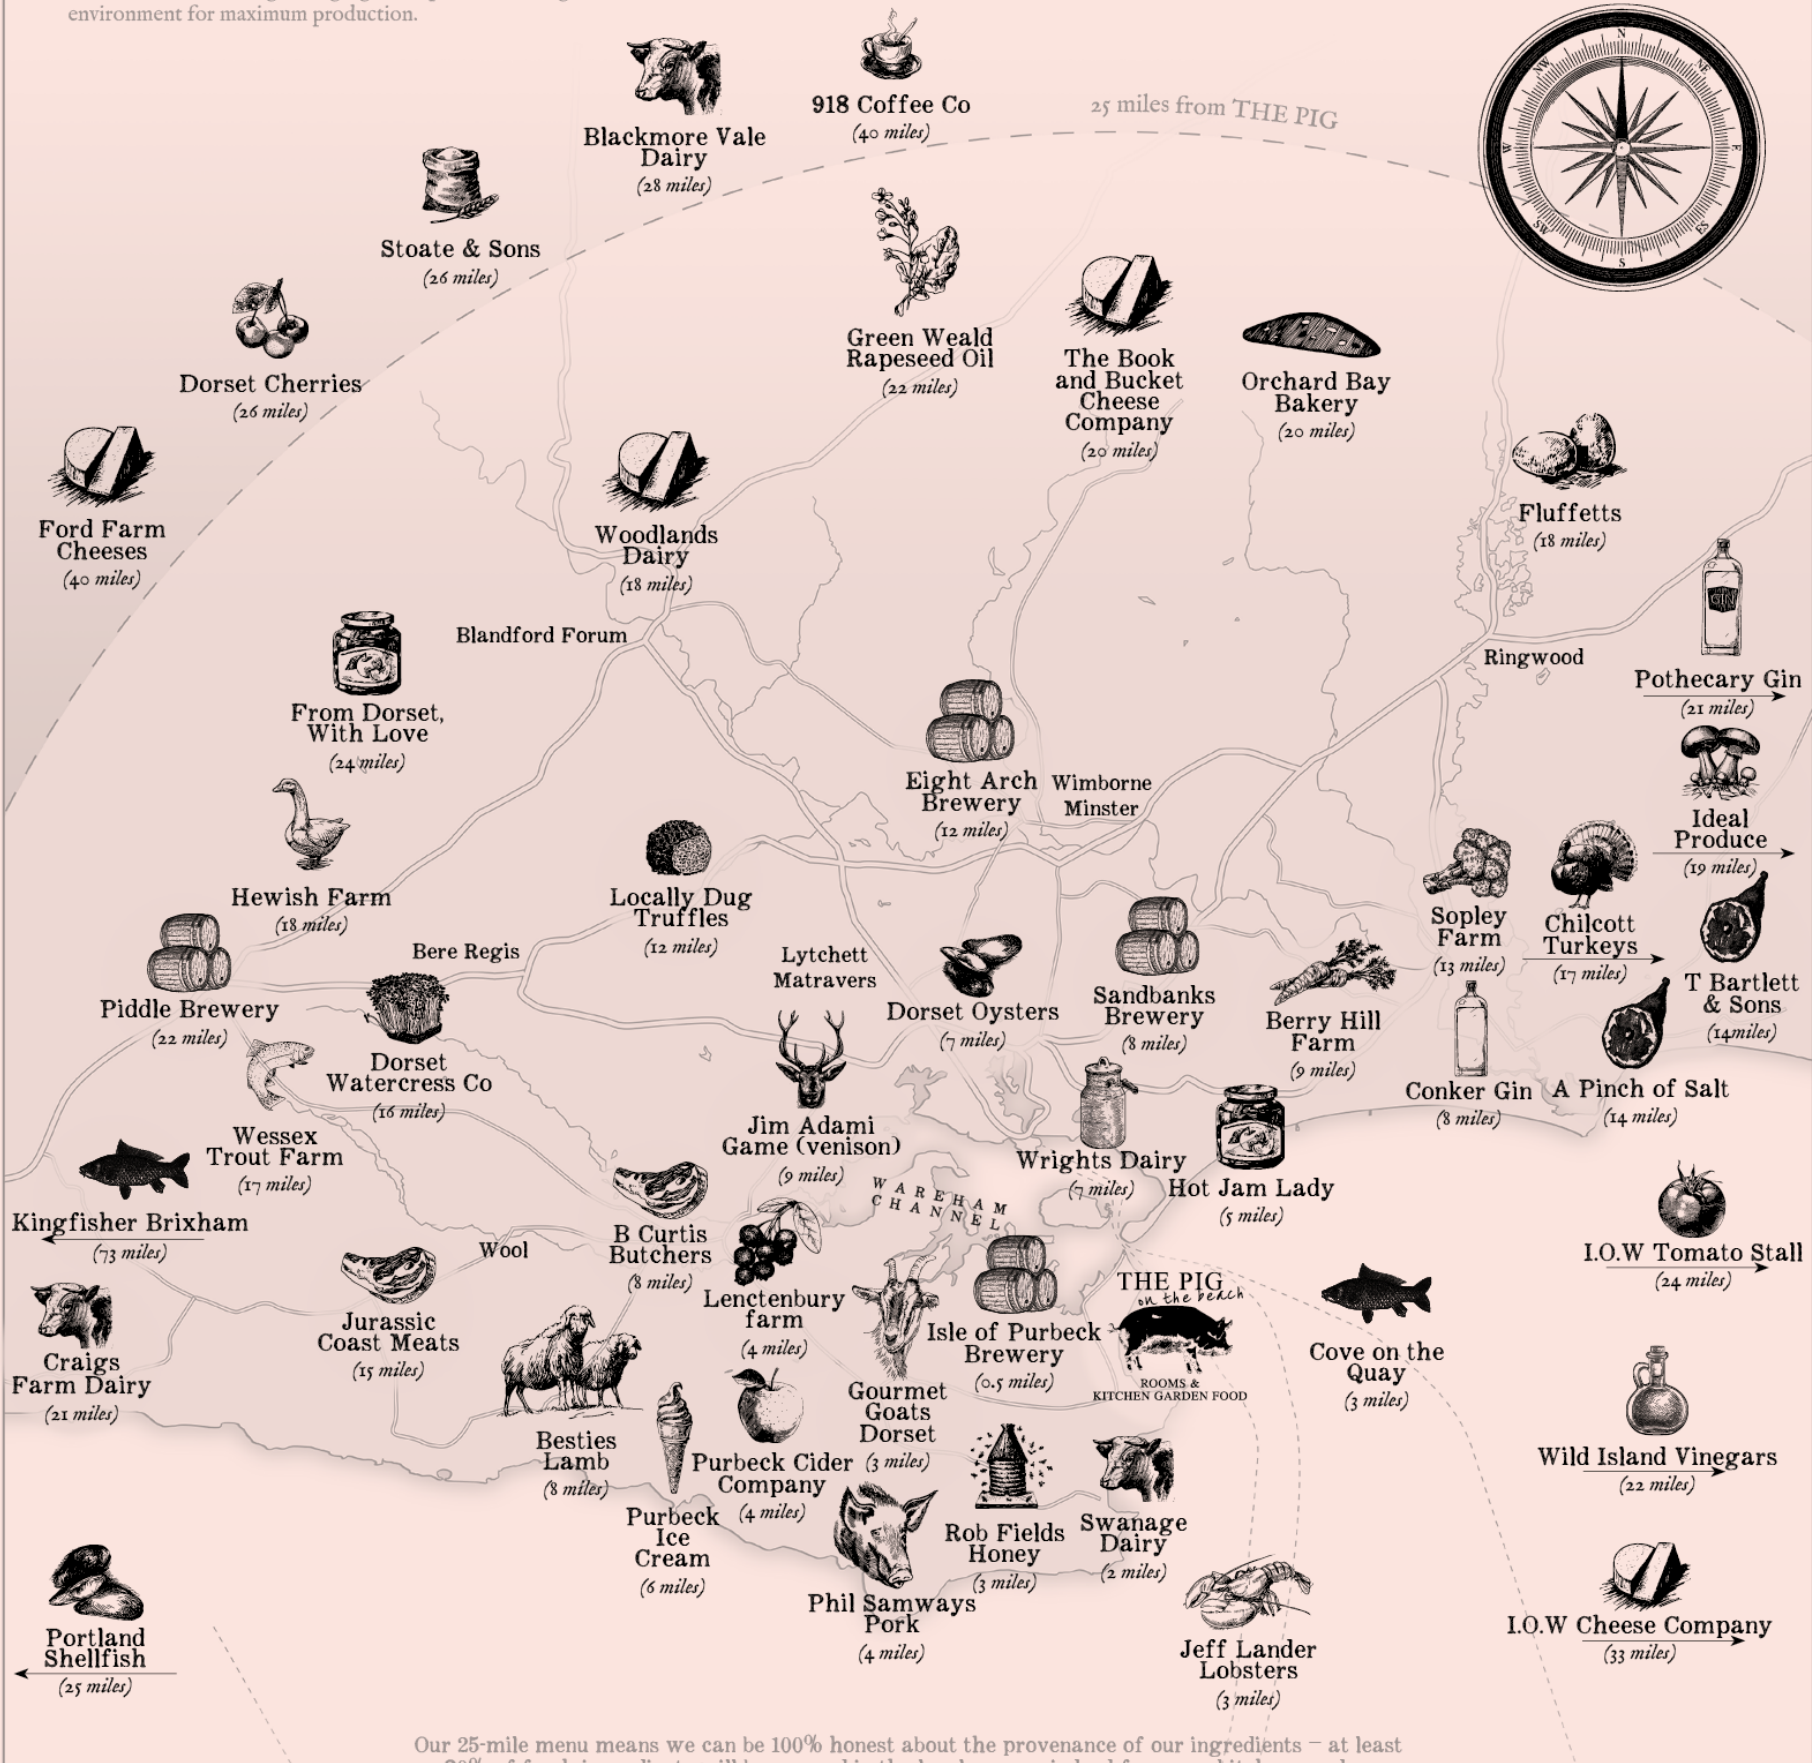 environment for maximum production.
918 Coffee Co
(40 miles)
25 miles from THE PIG
N
NE
E
ES
S
SW
W
NW
Blackmore Vale
Dairy
(28 miles)
Stoate & Sons
(26 miles)
Dorset Cherries
(26 miles)
Green Weald
Rapeseed Oil
(22 miles)
The Book
and Bucket
Cheese
Company
(20 miles)
Orchard Bay
Bakery
(20 miles)
Ford Farm
Cheeses
(40 miles)
Woodlands
Dairy
(18 miles)
Fluffetts
(18 miles)
Blandford Forum
Ringwood
GIN
Pothecary Gin
(21 miles)
From Dorset,
With Love
(24 miles)
Eight Arch
Brewery
(12 miles)
Wimborne
Minster
Ideal
Produce
(19 miles)
Hewish Farm
(18 miles)
Locally Dug
Truffles
(12 miles)
Sopley
Farm
(13 miles)
Chilcott
Turkeys
(17 miles)
Bere Regis
Lytchett
Matravers
T Bartlett
& Sons
(14miles)
Piddle Brewery
(22 miles)
Dorset Oysters
(7 miles)
Sandbanks
Brewery
(8 miles)
Berry Hill
Farm
(9 miles)
Dorset
Watercress Co
(16 miles)
Conker Gin
(8 miles)
A Pinch of Salt
(14 miles)
Wessex
Trout Farm
(17 miles)
Jim Adami
Game (venison)
(9 miles)
Wrights Dairy
(7 miles)
Hot Jam Lady
(5 miles)
WAREHAM
CHANNEL
Kingfisher Brixham
(73 miles)
Wool
B Curtis
Butchers
(8 miles)
I.O.W Tomato Stall
(24 miles)
THE PIG
on the beach
ROOMS &
KITCHEN GARDEN FOOD
Lenctenbury
farm
(4 miles)
Isle of Purbeck
Brewery
(0.5 miles)
Cove on the
Quay
(3 miles)
Jurassic
Coast Meats
(15 miles)
Craigs
Farm Dairy
(21 miles)
Gourmet
Goats
Dorset
(3 miles)
Besties
Lamb
(8 miles)
Purbeck Cider
Company
(4 miles)
Wild Island Vinegars
(22 miles)
Purbeck
Ice
Cream
(6 miles)
Rob Fields
Honey
(3 miles)
Swanage
Dairy
(2 miles)
Phil Samways
Pork
(4 miles)
I.O.W Cheese Company
(33 miles)
Portland
Shellfish
(25 miles)
Jeff Lander
Lobsters
(3 miles)
Our 25-mile menu means we can be 100% honest about the provenance of our ingredients – at least